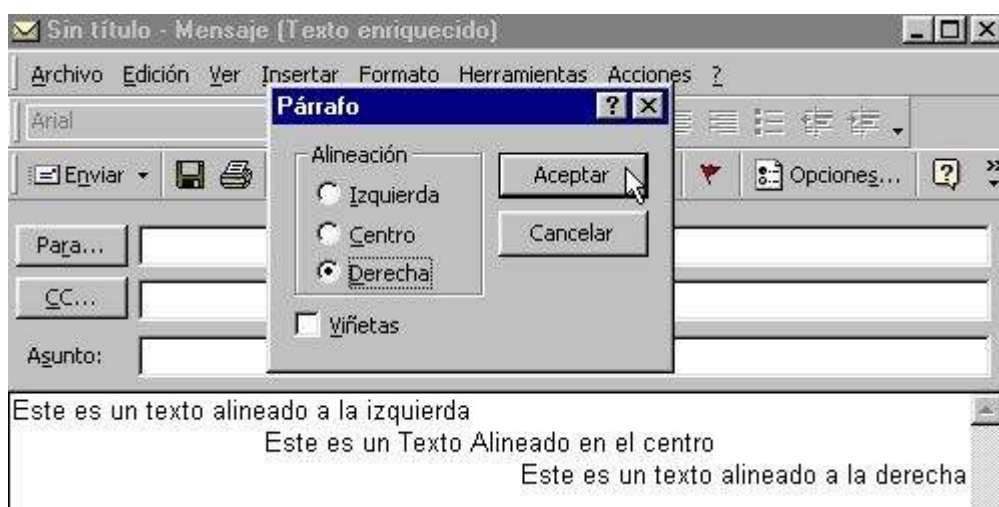 Sin título - Mensaje (Texto enriquecido)
Archivo Edición Ver Insertar Formato Herramientas Acciones ?
Párrafo
Arial
Alineación
Izquierda
Centro
Derecha
Viñetas
Aceptar
Cancelar
Enviar
Opciones...
Para...
CC...
Asunto:
Este es un texto alineado a la izquierda
Este es un Texto Alineado en el centro
Este es un texto alineado a la derecha